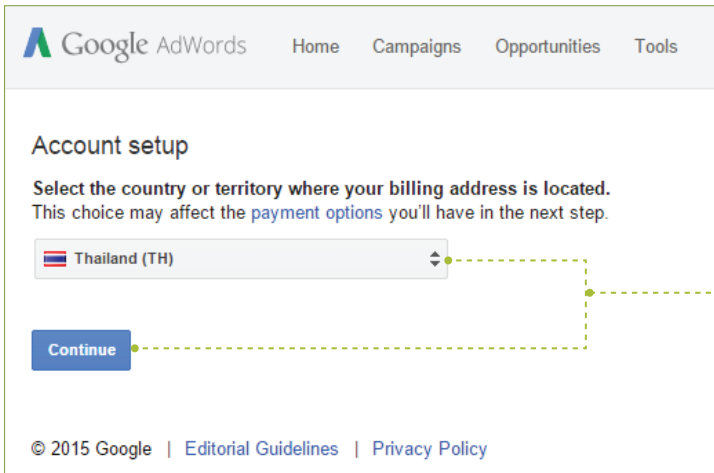 Google AdWords Home Campaigns Opportunities Tools
Account setup
Select the country or territory where your billing address is located.
This choice may affect the payment options you'll have in the next step.
Thailand (TH)
Continue
© 2015 Google | Editorial Guidelines | Privacy Policy